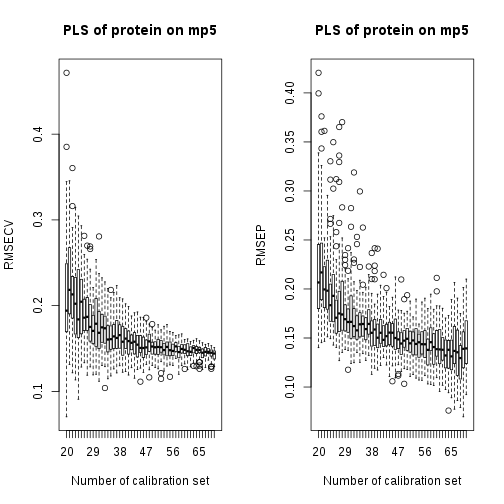 PLS of protein on mp5
RMSECV
0.4
0.3
0.2
0.1
20 29 38 47 56 65
Number of calibration set
PLS of protein on mp5
RMSEP
0.40
0.35
0.30
0.25
0.20
0.15
0.10
20 29 38 47 56 65
Number of calibration set